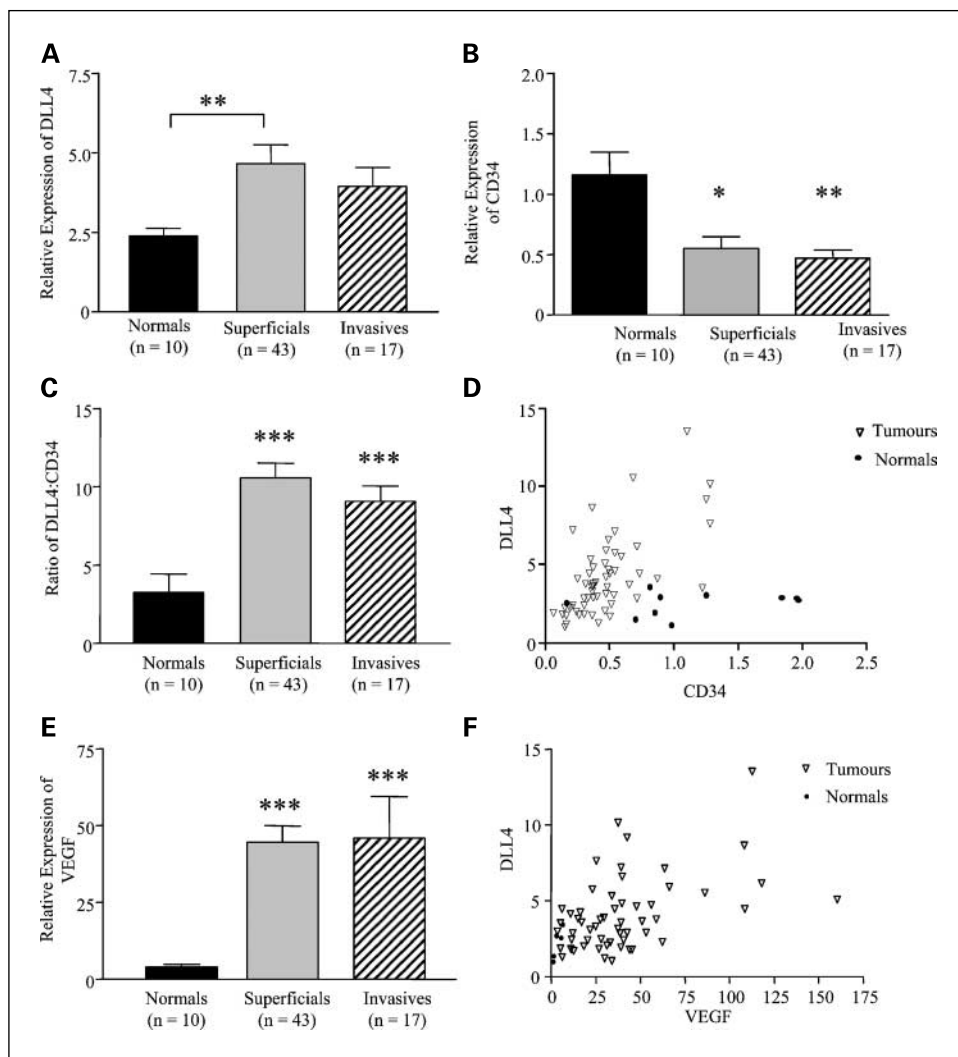 A
Relative Expression of DLL4
7.5
5.0
2.5
0
**
Normals
(n = 10)
Superficials
(n = 43)
Invasives
(n = 17)
B
Relative Expression
of CD34
2.0
1.5
1.0
0.5
0
*
**
Normals
(n = 10)
Superficials
(n = 43)
Invasives
(n = 17)
C
Ratio of DLL4:CD34
15
10
5
0
***
***
Normals
(n = 10)
Superficials
(n = 43)
Invasives
(n = 17)
D
DLL4
15
10
5
0
0.0
0.5
1.0
1.5
2.0
2.5
CD34
Tumours
Normals
E
Relative Expression of
VEGF
75
50
25
0
***
***
Normals
(n = 10)
Superficials
(n = 43)
Invasives
(n = 17)
F
DLL4
15
10
5
0
0
25
50
75
100
125
150
175
VEGF
Tumours
Normals